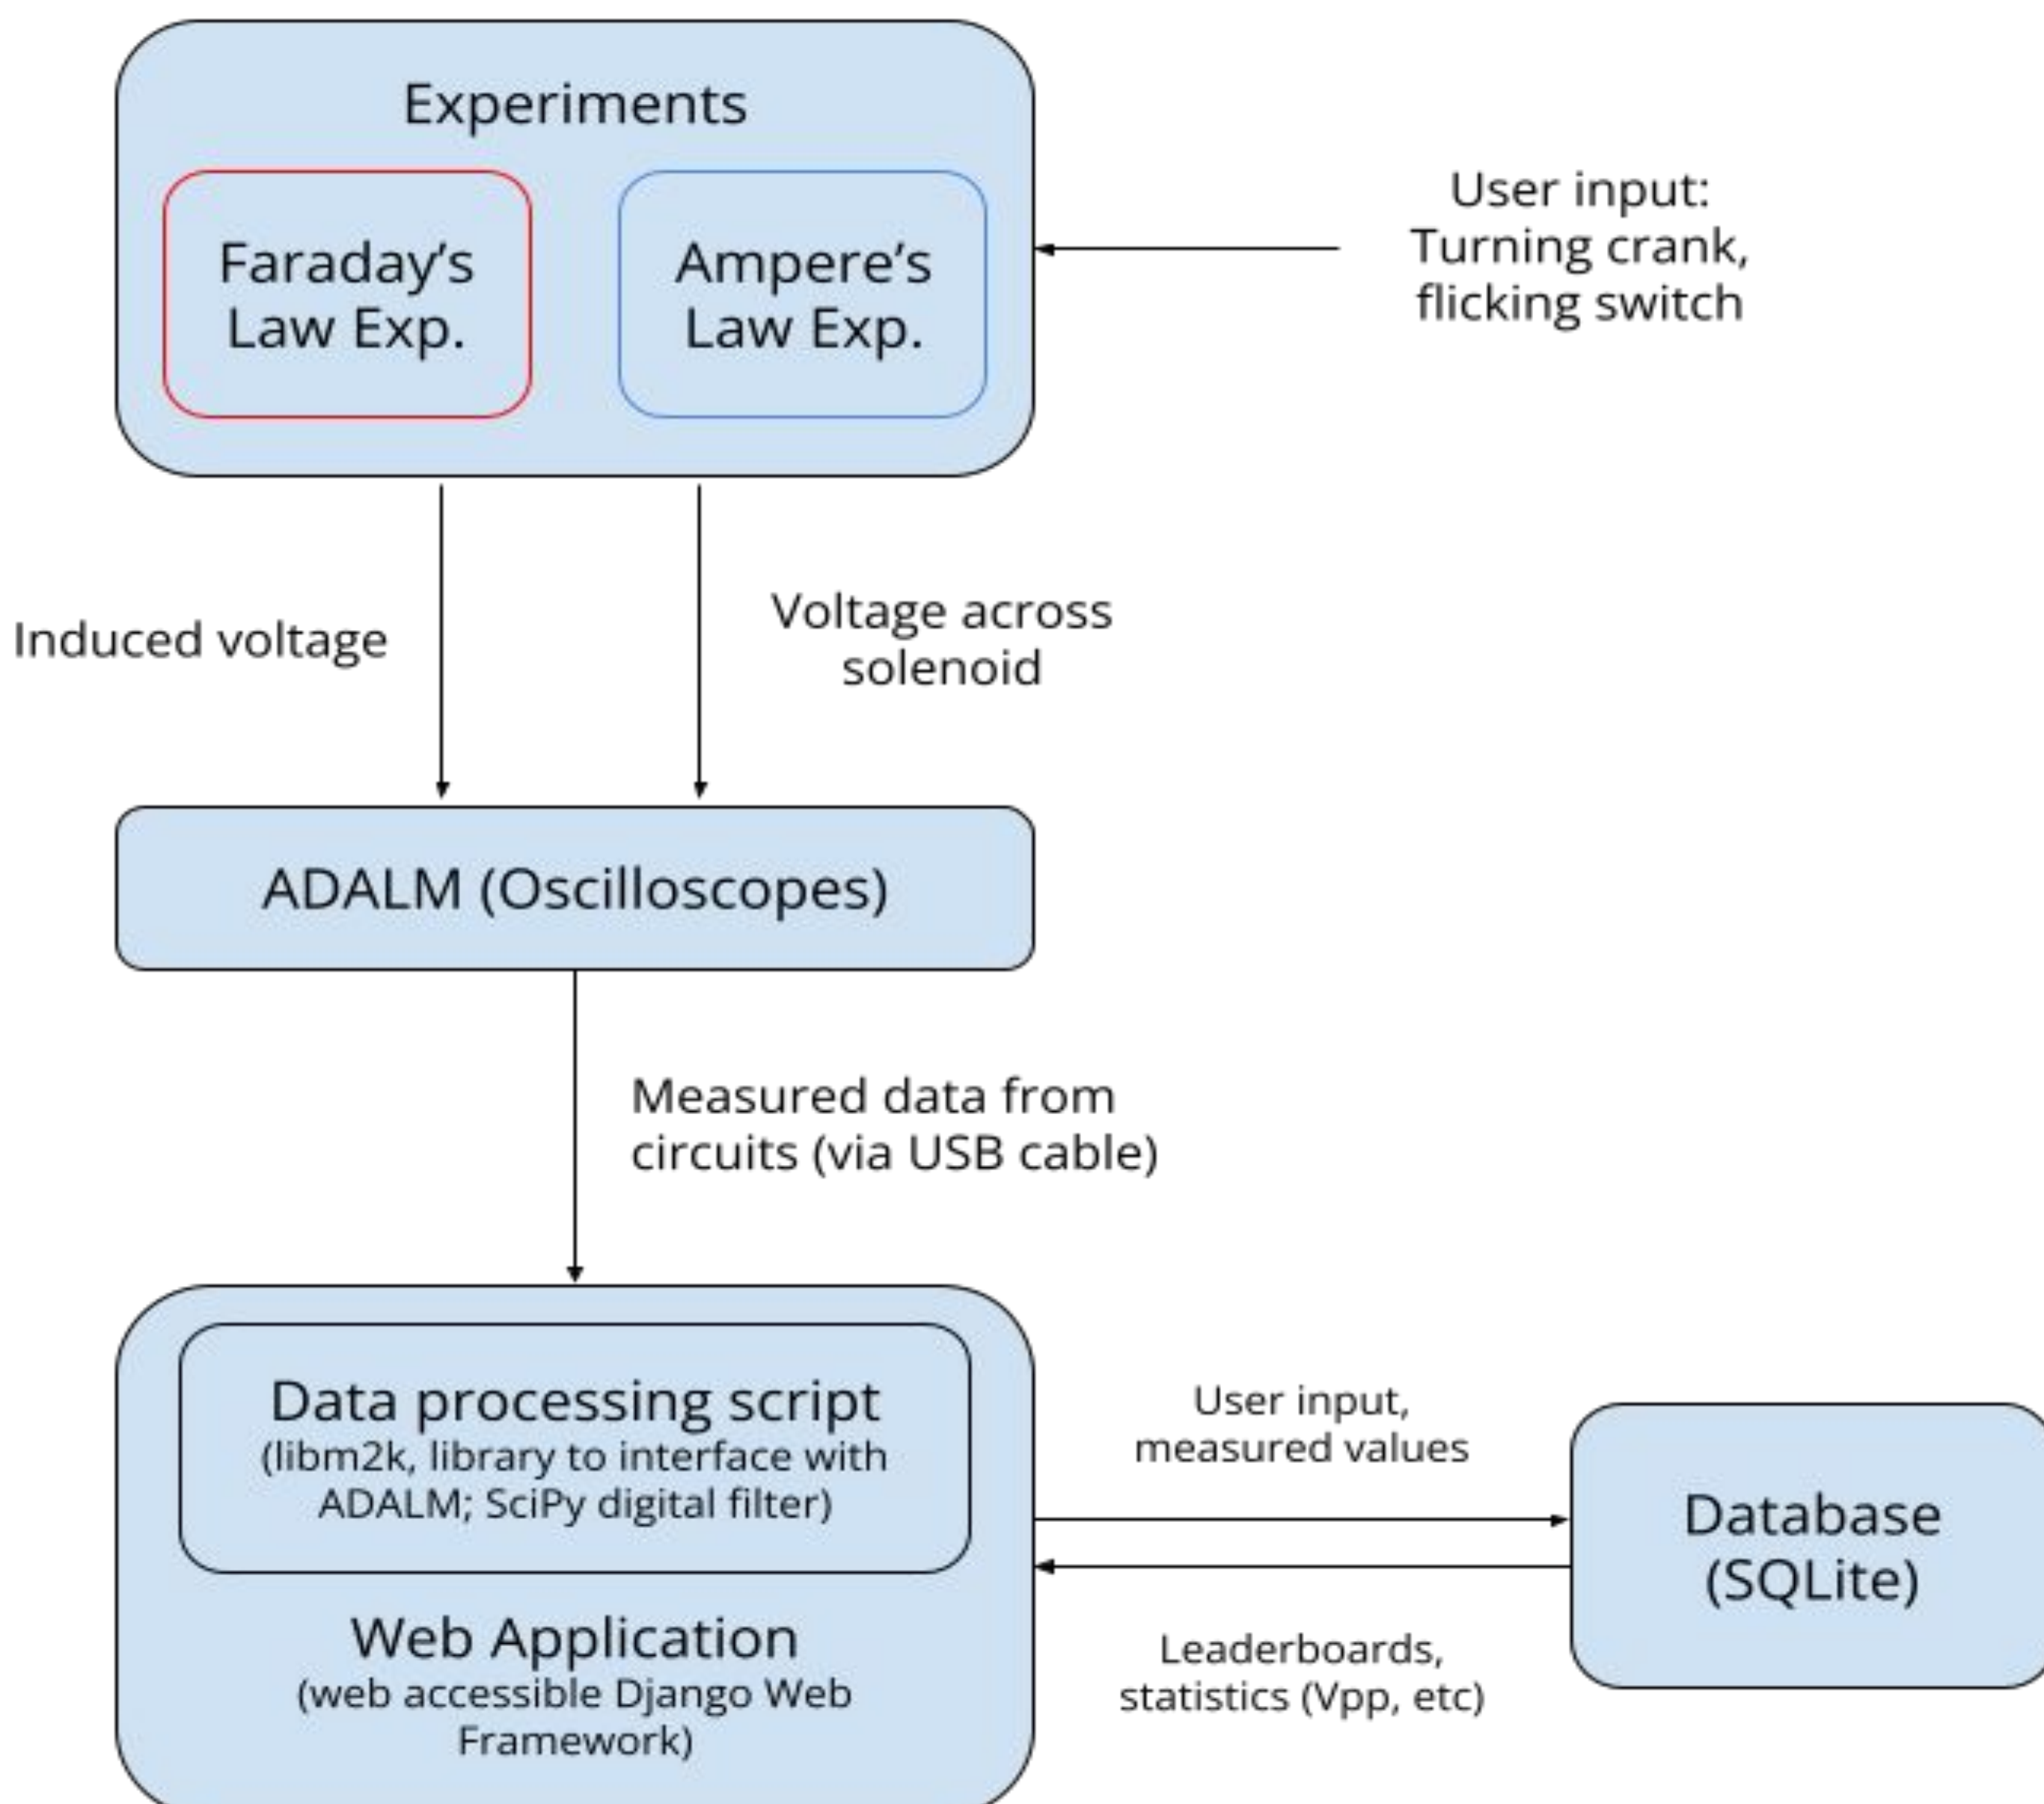 Experiments
Faraday’s
Law Exp.
Ampere’s
Law Exp.
User input:
Turning crank,
flicking switch
Induced voltage
Voltage across
solenoid
ADALM (Oscilloscopes)
Measured data from
circuits (via USB cable)
Data processing script
(libm2k, library to interface with
ADALM; SciPy digital filter)
Web Application
(web accessible Django Web
Framework)
User input,
measured values
Leaderboards,
statistics (Vpp, etc)
Database
(SQLite)